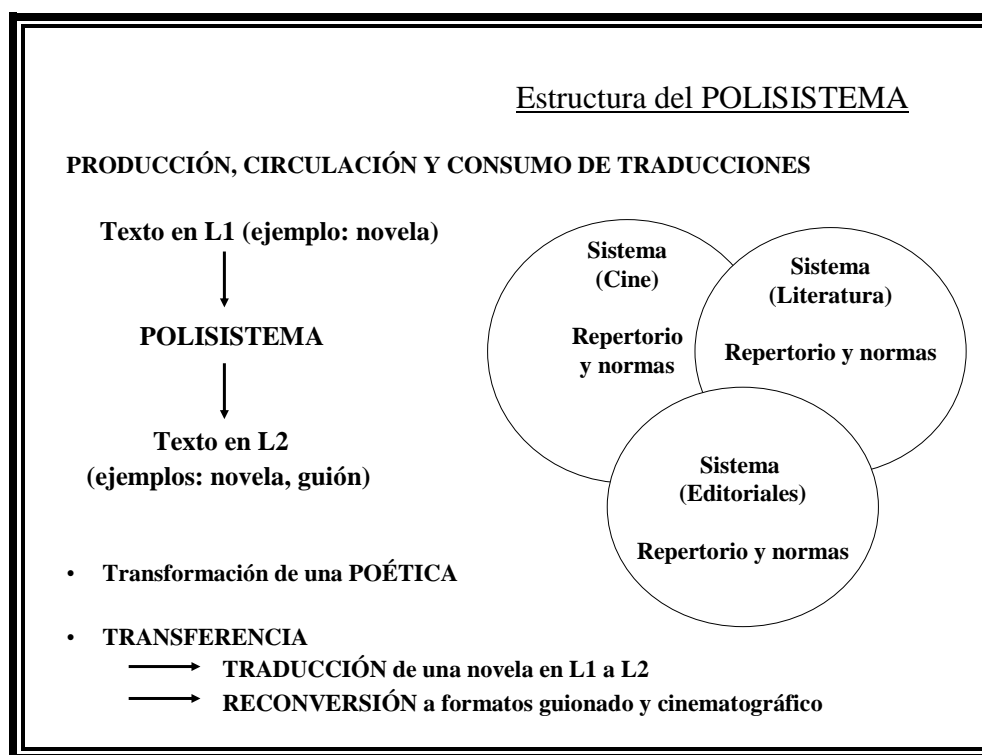 Estructura del POLISISTEMA
PRODUCCIÓN, CIRCULACIÓN Y CONSUMO DE TRADUCCIONES
Texto en L1 (ejemplo: novela)
POLISISTEMA
Texto en L2
(ejemplos: novela, guión)
Sistema
(Cine)
Repertorio
y normas
Sistema
(Literatura)
Repertorio y normas
Sistema
(Editoriales)
Repertorio y normas
• Transformación de una POÉTICA
• TRANSFERENCIA
TRADUCCIÓN de una novela en L1 a L2
RECONVERSIÓN a formatos guionado y cinematográfico